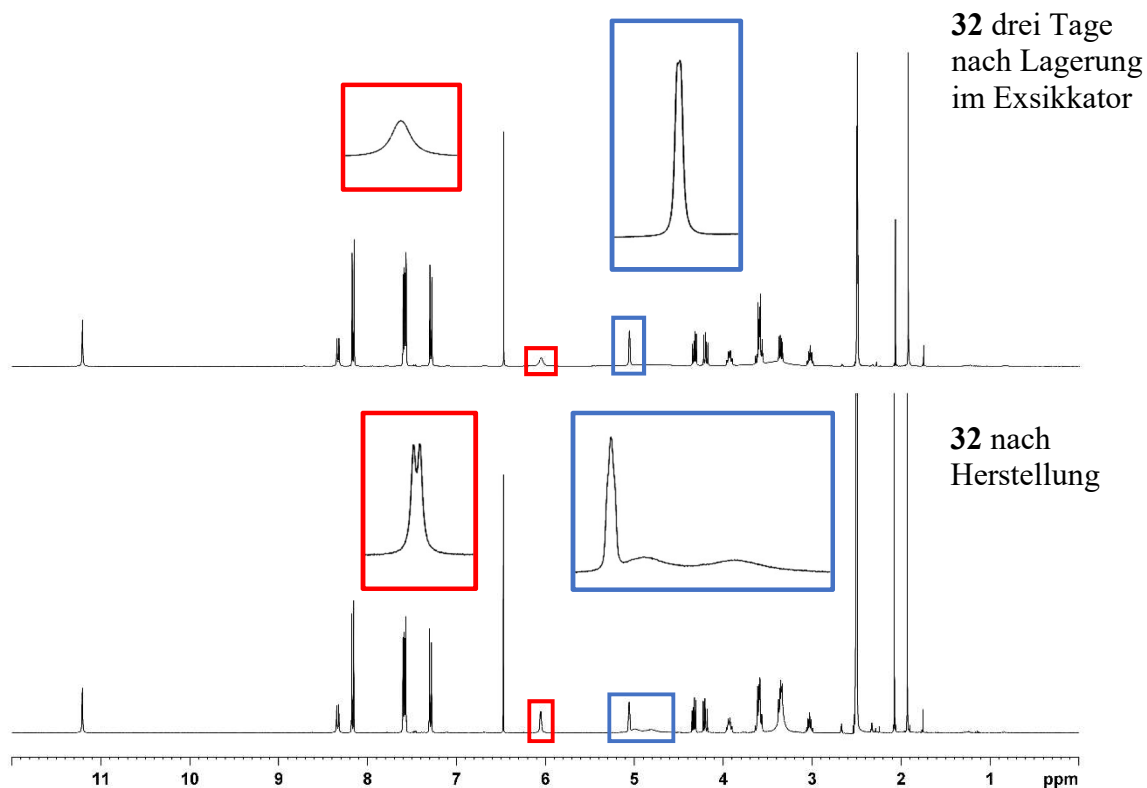 32 drei Tage
nach Lagerung
im Exsikkator
32 nach
Herstellung
11 10 9 8 7 6 5 4 3 2 1 ppm